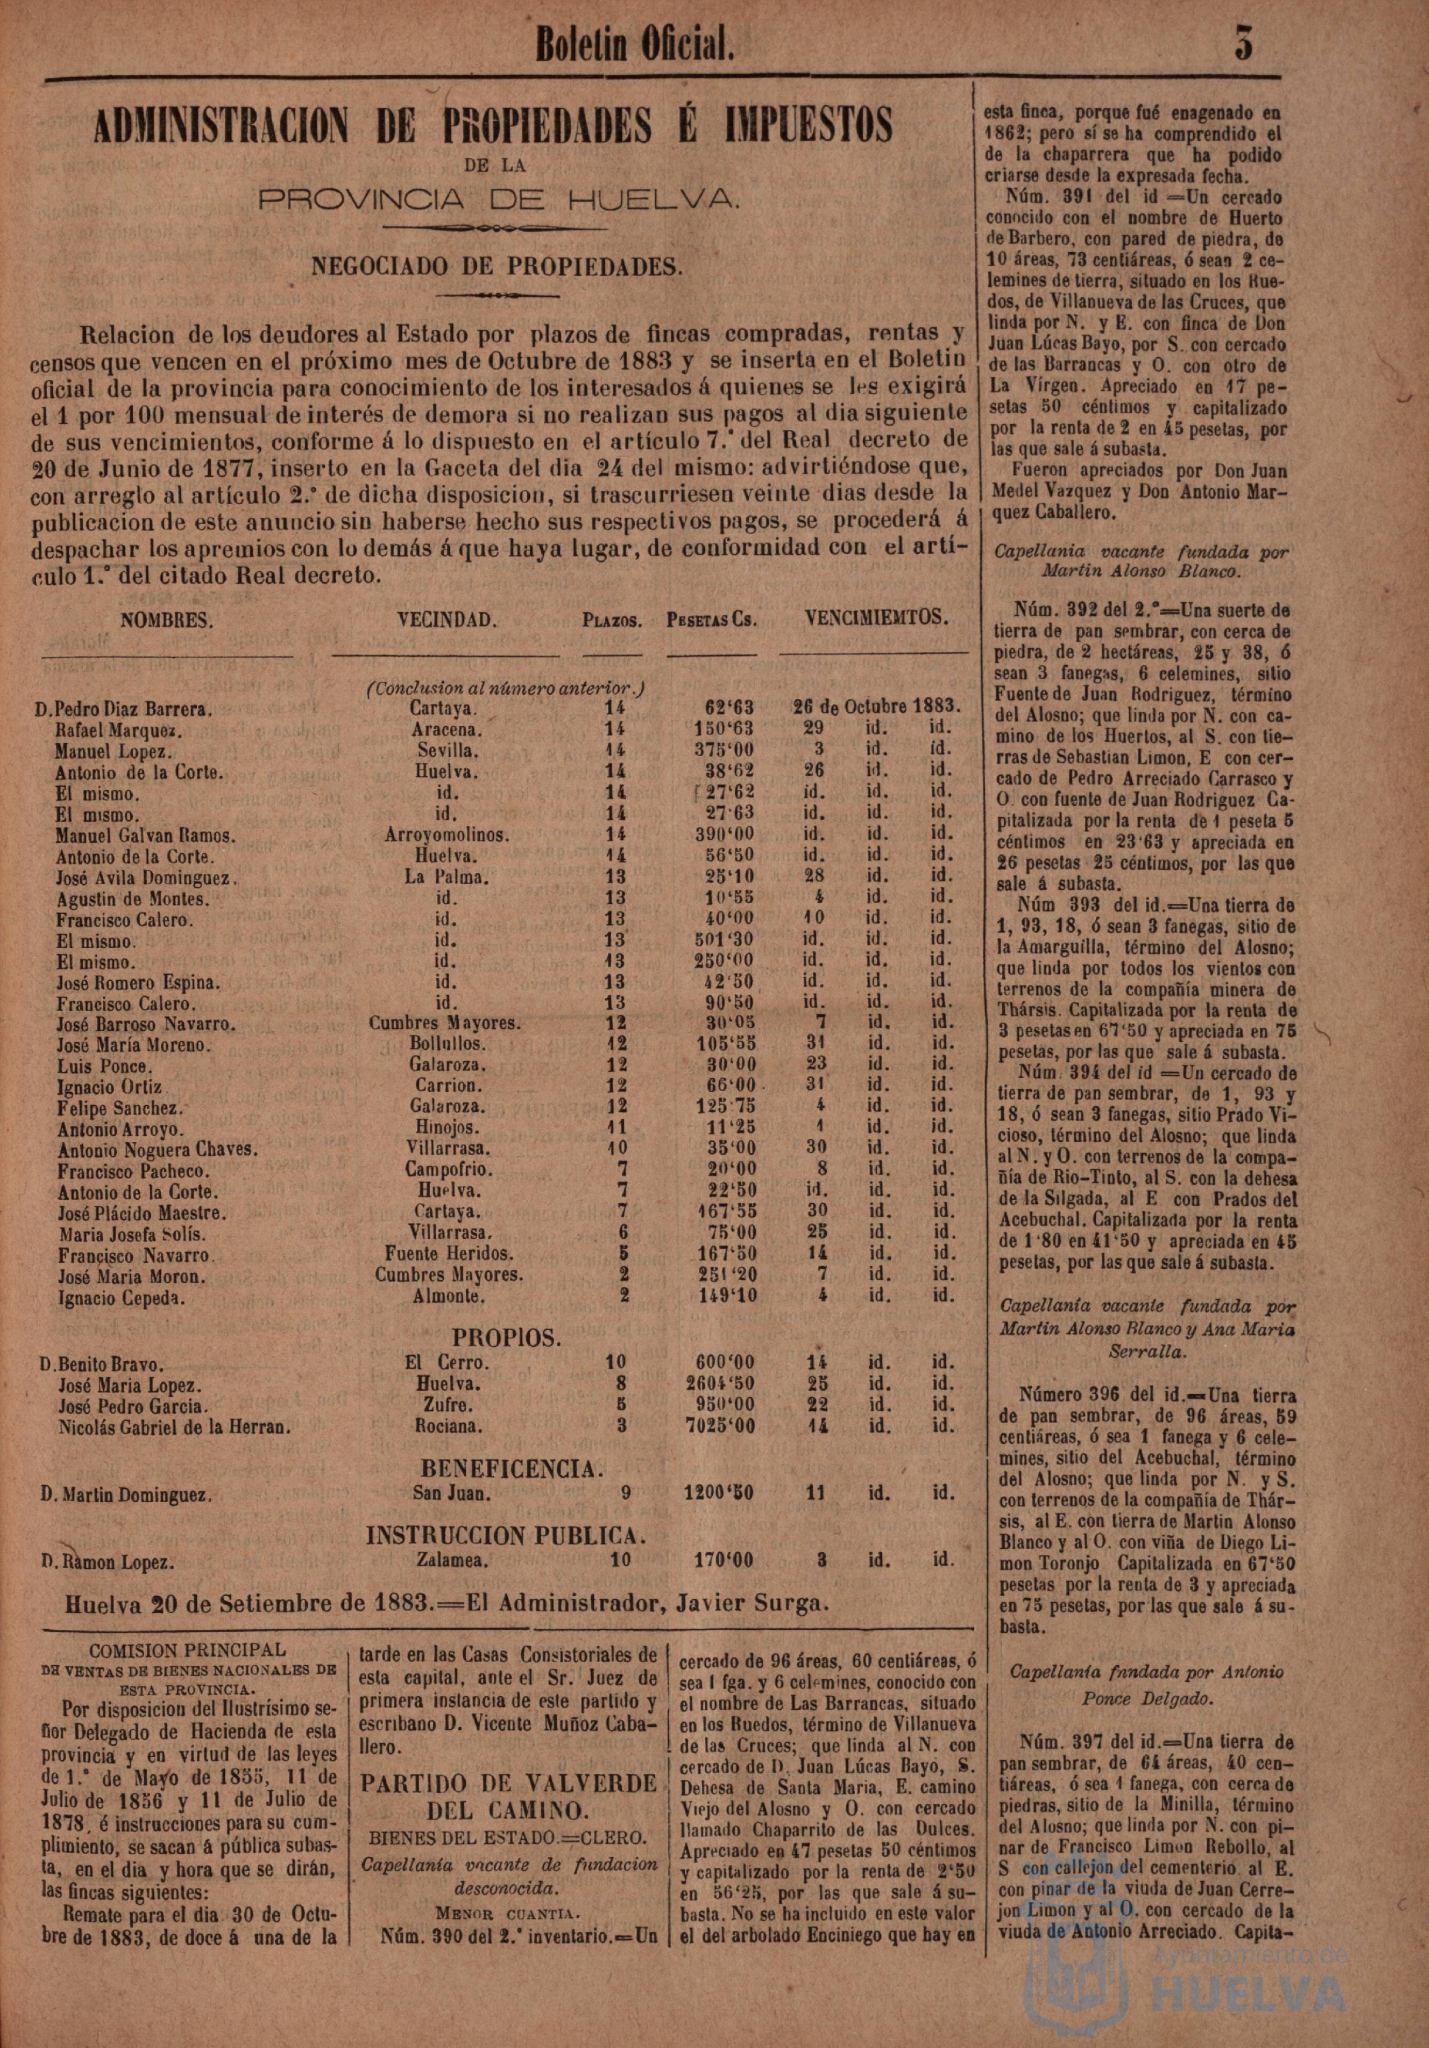 Boletin Oficial.
3
ADMINISTRACION DE PROPIEDADES É IMPUESTOS
DE LA
PROVINCIA DE HUELVA.
NEGOCIADO DE PROPIEDADES.
Relacion de los deudores al Estado por plazos de fincas compradas, rentas y
censos que vencen en el próximo mes de Octubre de 1883 y se inserta en el Boletin
oficial de la provincia para conocimiento de los interesados á quienes se les exigirá
el 1 por 100 mensual de interés de demora si no realizan sus pagos al dia siguiente
de sus vencimientos, conforme á lo dispuesto en el artículo 7.° del Real decreto de
20 de Junio de 1877, inserto en la Gaceta del dia 24 del mismo: advirtiéndose que,
con arreglo al artículo 2.° de dicha disposicion, si trascurriesen veinte dias desde la
publicacion de este anuncio sin haberse hecho sus respectivos pagos, se procederá á
despachar los apremios con lo demás á que haya lugar, de conformidad con el artí-
culo 1.° del citado Real decreto.
NOMBRES. VECINDAD. PLAZOS. PESETAS CS. VENCIMIEMTOS.
(Conclusion al número anterior.)
D. Pedro Diaz Barrera. Cartaya. 14 62‘63 26 de Octubre 1883.
Rafael Marquez. Aracena. 14 150‘63 29 id. id.
Manuel Lopez. Sevilla. 14 375‘00 3 id. id.
Antonio de la Corte. Huelva. 14 38‘62 26 id. id.
El mismo. id. 14 27‘62 id. id. id.
El mismo. id. 14 27‘63 id. id. id.
Manuel Galvan Ramos. Arroyomolinos. 14 390‘00 id. id. id.
Antonio de la Corte. Huelva. 14 56‘50 id. id. id.
José Avila Dominguez. La Palma. 13 25‘10 28 id. id.
Agustin de Montes. id. 13 10‘55 4 id. id.
Francisco Calero. id. 13 40‘00 10 id. id.
El mismo. id. 13 501‘30 id. id. id.
El mismo. id. 13 250‘00 id. id. id.
José Romero Espina. id. 13 42‘50 id. id. id.
Francisco Calero. id. 13 90‘50 id. id. id.
José Barroso Navarro. Cumbres Mayores. 12 30‘05 7 id. id.
José María Moreno. Bollullos. 12 105‘55 31 id. id.
Luis Ponce. Galaroza. 12 30‘00 23 id. id.
Ignacio Ortiz Carrion. 12 66‘00 31 id. id.
Felipe Sanchez. Galaroza. 12 125‘75 4 id. id.
Antonio Arroyo. Hinojos. 11 11‘25 1 id. id.
Antonio Noguera Chaves. Villarrasa. 10 35‘00 30 id. id.
Francisco Pacheco. Campofrio. 7 20‘00 8 id. id.
Antonio de la Corte. Huelva. 7 22‘50 id. id. id.
José Plácido Maestre. Cartaya. 7 167‘55 30 id. id.
Maria Josefa Solís. Villarrasa. 6 75‘00 25 id. id.
Francisco Navarro. Fuente Heridos. 5 167‘50 14 id. id.
José Maria Moron. Cumbres Mayores. 2 251‘20 7 id. id.
Ignacio Cepeda. Almonte. 2 149‘10 4 id. id.
PROPIOS.
D. Benito Bravo. El Cerro. 10 600‘00 14 id. id.
José Maria Lopez. Huelva. 8 2604‘50 25 id. id.
José Pedro Garcia. Zufre. 5 950‘00 22 id. id.
Nicolás Gabriel de la Herran. Rociana. 3 7025‘00 14 id. id.
BENEFICENCIA.
D. Martin Dominguez. San Juan. 9 1200‘50 11 id. id.
INSTRUCCION PUBLICA.
D. Ramon Lopez. Zalamea. 10 170‘00 3 id. id.
Huelva 20 de Setiembre de 1883.=El Administrador, Javier Surga.
COMISION PRINCIPAL
DE VENTAS DE BIENES NACIONALES DE
ESTA PROVINCIA.
Por disposicion del Ilustrísimo se-
ñor Delegado de Hacienda de esta
provincia y en virtud de las leyes
de 1.° de Mayo de 1855, 11 de
Julio de 1856 y 11 de Julio de
1878, é instrucciones para su cum-
plimiento, se sacan á pública subas-
ta, en el dia y hora que se dirán,
las fincas siguientes:
Remate para el dia 30 de Octu-
bre de 1883, de doce á una de la
tarde en las Casas Consistoriales de
esta capital, ante el Sr. Juez de
primera instancia de este partido y
escribano D. Vicente Muñoz Caba-
llero.
PARTIDO DE VALVERDE
DEL CAMINO.
BIENES DEL ESTADO.=CLERO.
Capellanía vacante de fundacion
desconocida.
MENOR CUANTIA.
Núm. 390 del 2.° inventario.=Un
cercado de 96 áreas, 60 centiáreas, ó
sea 1 fga. y 6 celemines, conocido con
el nombre de Las Barrancas, situado
en los Ruedos, término de Villanueva
de las Cruces; que linda al N. con
cercado de D. Juan Lúcas Bayo, S.
Dehesa de Santa Maria, E. camino
Viejo del Alosno y O. con cercado
llamado Chaparrito de las Dulces.
Apreciado en 47 pesetas 50 céntimos
y capitalizado por la renta de 2‘50
en 56‘25, por las que sale á su-
basta. No se ha incluido en este valor
el del arbolado Enciniego que hay en
esta finca, porque fué enagenado en
1862; pero sí se ha comprendido el
de la chaparrera que ha podido
criarse desde la expresada fecha.
Núm. 391 del id =Un cercado
conocido con el nombre de Huerto
de Barbero, con pared de piedra, de
10 áreas, 73 centiáreas, ó sean 2 ce-
lemines de tierra, situado en los Rue-
dos, de Villanueva de las Cruces, que
linda por N. y E. con finca de Don
Juan Lúcas Bayo, por S. con cercado
de las Barrancas y O. con otro de
La Vírgen. Apreciado en 17 pe-
setas 50 céntimos y capitalizado
por la renta de 2 en 45 pesetas, por
las que sale á subasta.
Fueron apreciados por Don Juan
Medel Vazquez y Don Antonio Mar-
quez Caballero.
Capellania vacante fundada por
Martin Alonso Blanco.
Núm. 392 del 2.°=Una suerte de
tierra de pan sembrar, con cerca de
piedra, de 2 hectáreas, 25 y 38, ó
sean 3 fanegas, 6 celemines, sitio
Fuente de Juan Rodriguez, término
del Alosno; que linda por N. con ca-
mino de los Huertos, al S. con tie-
rras de Sebastian Limon, E con cer-
cado de Pedro Arreciado Carrasco y
O. con fuente de Juan Rodriguez Ca-
pitalizada por la renta de 1 peseta 5
céntimos en 23‘63 y apreciada en
26 pesetas 25 céntimos, por las que
sale á subasta.
Núm 393 del id.=Una tierra de
1, 93, 18, ó sean 3 fanegas, sitio de
la Amarguilla, término del Alosno;
que linda por todos los vientos con
terrenos de la compañía minera de
Thársis. Capitalizada por la renta de
3 pesetas en 67‘50 y apreciada en 75
pesetas, por las que sale á subasta.
Núm. 394 del id =Un cercado de
tierra de pan sembrar, de 1, 93 y
18, ó sean 3 fanegas, sitio Prado Vi-
cioso, término del Alosno; que linda
al N. y O. con terrenos de la compa-
ñía de Rio-Tinto, al S. con la dehesa
de la Silgada, al E con Prados del
Acebuchal. Capitalizada por la renta
de 1‘80 en 41‘50 y apreciada en 45
pesetas, por las que sale á subasta.
Capellanía vacante fundada por
Martin Alonso Blanco y Ana Maria
Serralla.
Número 396 del id.=Una tierra
de pan sembrar, de 96 áreas, 59
centiáreas, ó sea 1 fanega y 6 cele-
mines, sitio del Acebuchal, término
del Alosno; que linda por N. y S.
con terrenos de la compañía de Thár-
sis, al E. con tierra de Martin Alonso
Blanco y al O. con viña de Diego Li-
mon Toronjo Capitalizada en 67‘50
pesetas por la renta de 3 y apreciada
en 75 pesetas, por las que sale á su-
basta.
Capellanía fnndada por Antonio
Ponce Delgado.
Núm. 397 del id.=Una tierra de
pan sembrar, de 64 áreas, 40 cen-
tiáreas, ó sea 1 fanega, con cerca de
piedras, sitio de la Minilla, término
del Alosno; que linda por N. con pi-
nar de Francisco Limon Rebollo, al
S con callejon del cementerio, al E.
con pinar de la viuda de Juan Cerre-
jon Limon y al O. con cercado de la
viuda de Antonio Arreciado. Capita-
Ayuntamiento de
HUELVA